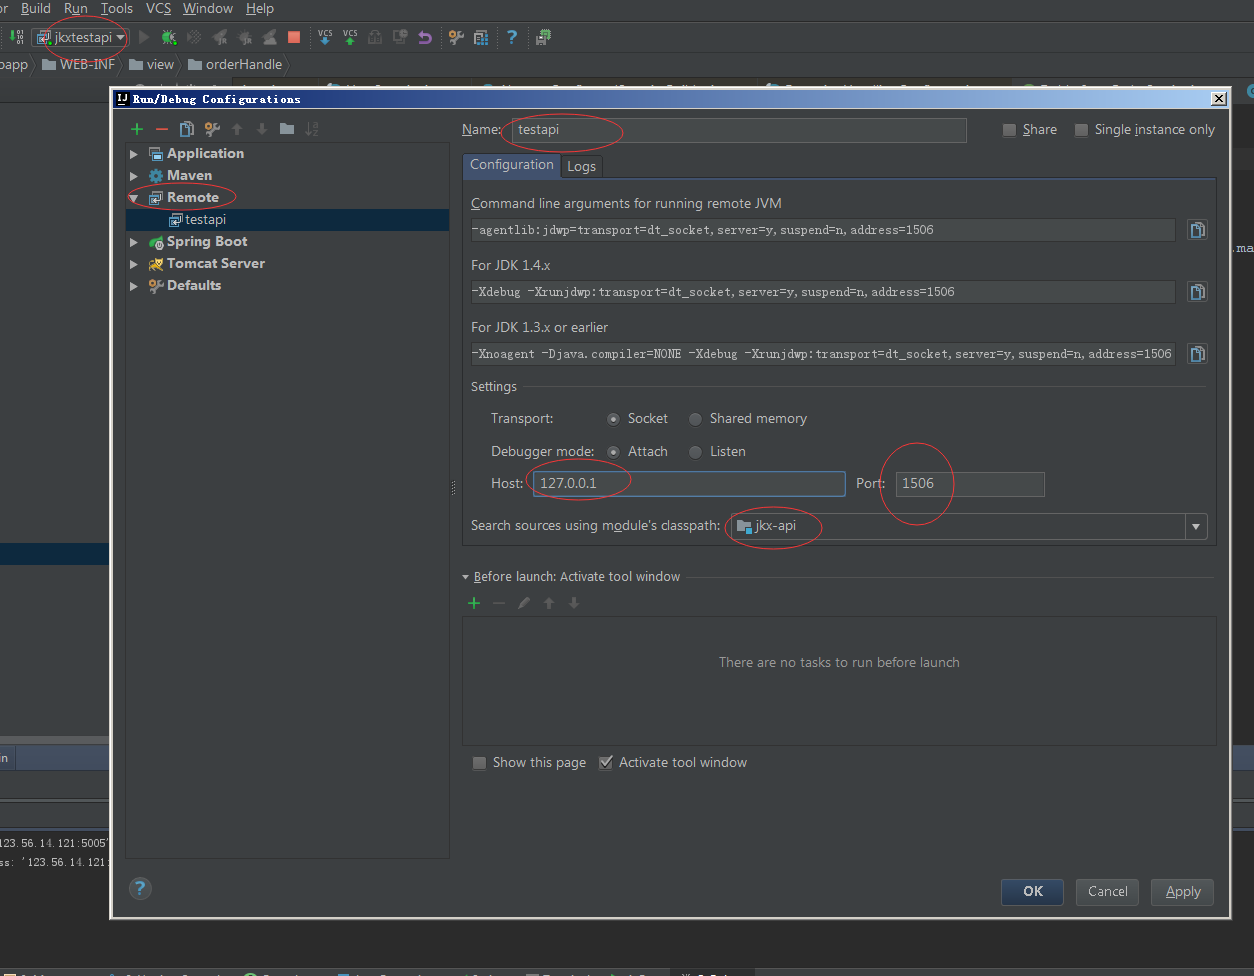 Build Run Tools VCS Window Help
jkxtestapi VCS VCS ?
WEB-INF view orderHandle
IJ Run/Debug Configurations
Name: testapi Share Single instance only
Application
Maven
Remote
testapi
Spring Boot
Tomcat Server
Defaults
Configuration Logs
Command line arguments for running remote JVM
-agentlib:jdwp=transport=dt_socket,server=y,suspend=n,address=1506
For JDK 1.4.x
-Xdebug -Xrunjdwp:transport=dt_socket,server=y,suspend=n,address=1506
For JDK 1.3.x or earlier
-Xnoagent -Djava.compiler=NONE -Xdebug -Xrunjdwp:transport=dt_socket,server=y,suspend=n,address=1506
Settings
Transport: Socket Shared memory
Debugger mode: Attach Listen
Host: 127.0.0.1 Port: 1506
Search sources using module's classpath: jkx-api
Before launch: Activate tool window
There are no tasks to run before launch
Show this page Activate tool window
123.56.14.121:5005'
ss: '123.56.14.121:
? OK Cancel Apply